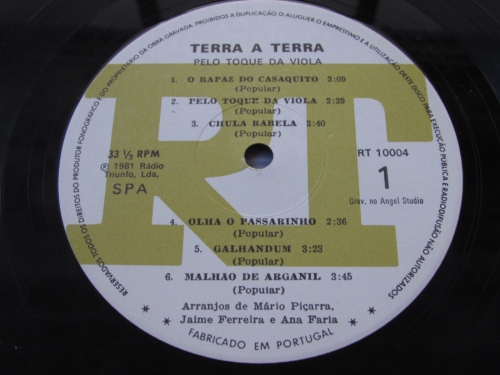 RESERVADOS TODOS OS DIREITOS DO PRODUTOR FONOGRÁFICO E DO PROPRIETÁRIO DA OBRA GRAVADA. PROIBIDOS A DUPLICAÇÃO O ALUGUER O EMPRÉSTIMO E A UTILIZAÇÃO DESTE DISCO PARA EXECUÇÃO PÚBLICA E RADIODIFUSÃO NÃO AUTORIZADOS
TERRA A TERRA
PELO TOQUE DA VIOLA
1. O RAPAZ DO CASAQUITO 2:09
(Popular)
2. PELO TOQUE DA VIOLA 2:39
(Popular)
3. CHULA RABELA 3:40
(Popular)
RT
33 ⅓ RPM
℗ 1981 Rádio
Triunfo, Lda.
SPA
RT 10004
1
Grav. no Angel Studio
4. OLHA O PASSARINHO 2:36
(Popular)
5. GALHANDUM 3:23
(Popular)
6. MALHAO DE ARGANIL 3:45
(Popular)
Arranjos de Mário Piçarra,
Jaime Ferreira e Ana Faria
* * FABRICADO EM PORTUGAL * *